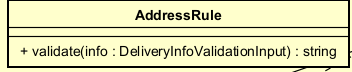 AddressRule
+ validate(info : DeliveryInfoValidationInput) : string